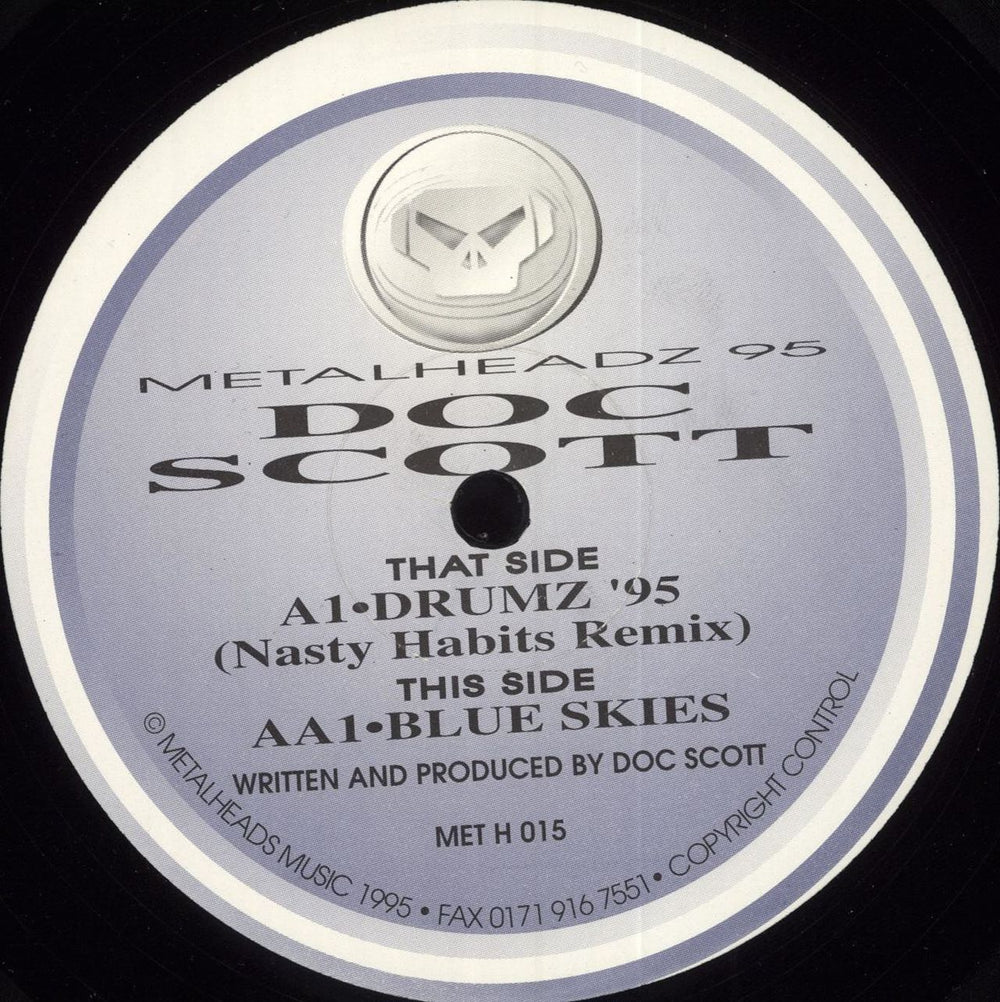 METALHEADZ 95
DOC
SCOTT
THAT SIDE
A1•DRUMZ '95
(Nasty Habits Remix)
THIS SIDE
AA1•BLUE SKIES
WRITTEN AND PRODUCED BY DOC SCOTT
MET H 015
© METALHEADS MUSIC 1995 • FAX 0171 916 7551 • COPYRIGHT CONTROL